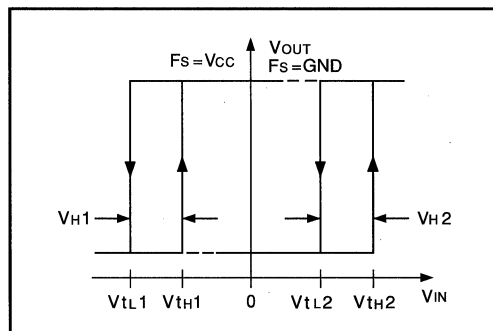 VOUT
FS=VCC FS=GND
VH1 VH2
VtL1 VtH1 0 VtL2 VtH2 VIN